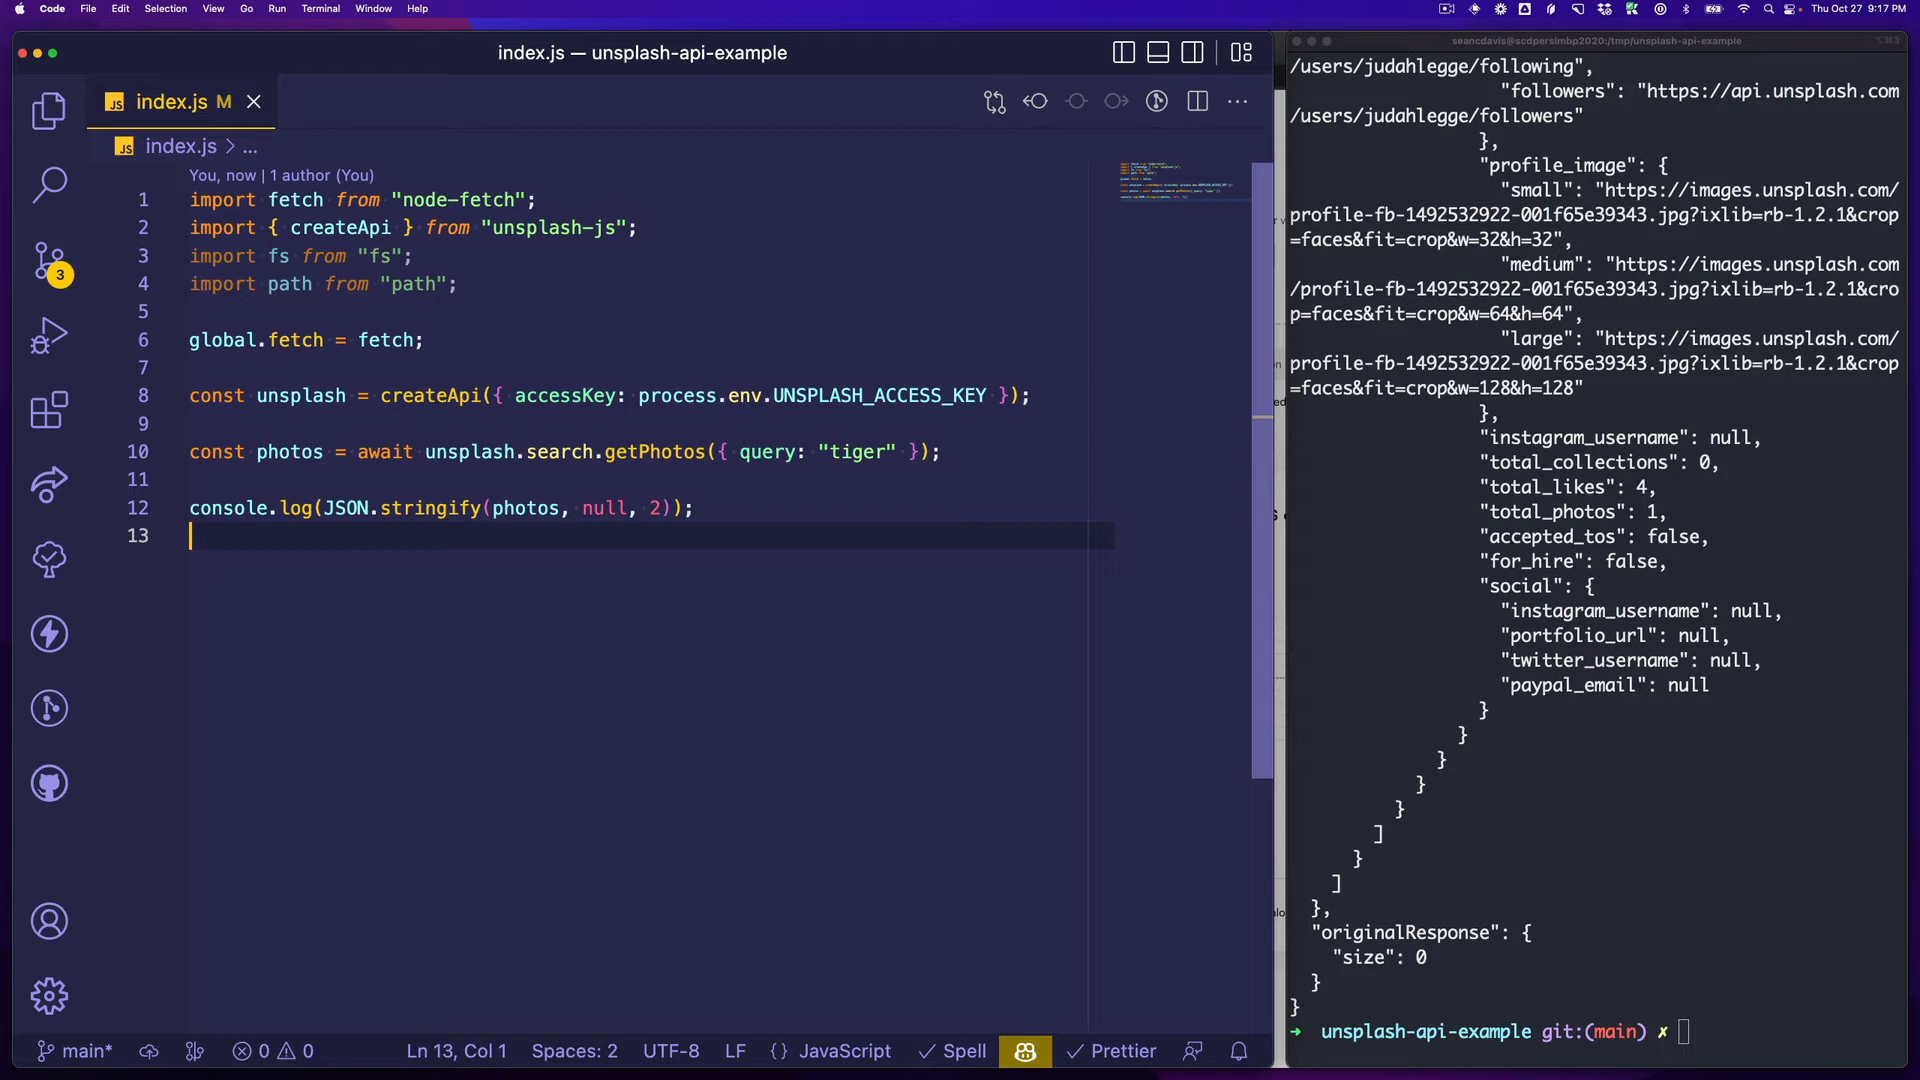 Code File Edit Selection View Go Run Terminal Window Help
Thu Oct 27 9:17 PM
index.js — unsplash-api-example
JS index.js M
JS index.js > ...
You, now | 1 author (You)
1 import fetch from "node-fetch";
2 import { createApi } from "unsplash-js";
3 import fs from "fs";
4 import path from "path";
5
6 global.fetch = fetch;
7
8 const unsplash = createApi({ accessKey: process.env.UNSPLASH_ACCESS_KEY });
9
10 const photos = await unsplash.search.getPhotos({ query: "tiger" });
11
12 console.log(JSON.stringify(photos, null, 2));
13
3
main*
0 0
Ln 13, Col 1
Spaces: 2
UTF-8
LF
{} JavaScript
Spell
Prettier
seancdavis@scdperslmbp2020:/tmp/unsplash-api-example
⌥⌘3
/users/judahlegge/following",
"followers": "https://api.unsplash.com
/users/judahlegge/followers"
},
"profile_image": {
"small": "https://images.unsplash.com/
profile-fb-1492532922-001f65e39343.jpg?ixlib=rb-1.2.1&crop
=faces&fit=crop&w=32&h=32",
"medium": "https://images.unsplash.com
/profile-fb-1492532922-001f65e39343.jpg?ixlib=rb-1.2.1&cro
p=faces&fit=crop&w=64&h=64",
"large": "https://images.unsplash.com/
profile-fb-1492532922-001f65e39343.jpg?ixlib=rb-1.2.1&crop
=faces&fit=crop&w=128&h=128"
},
"instagram_username": null,
"total_collections": 0,
"total_likes": 4,
"total_photos": 1,
"accepted_tos": false,
"for_hire": false,
"social": {
"instagram_username": null,
"portfolio_url": null,
"twitter_username": null,
"paypal_email": null
}
}
}
}
}
]
}
]
},
"originalResponse": {
"size": 0
}
}
➜ unsplash-api-example git:(main) ✗